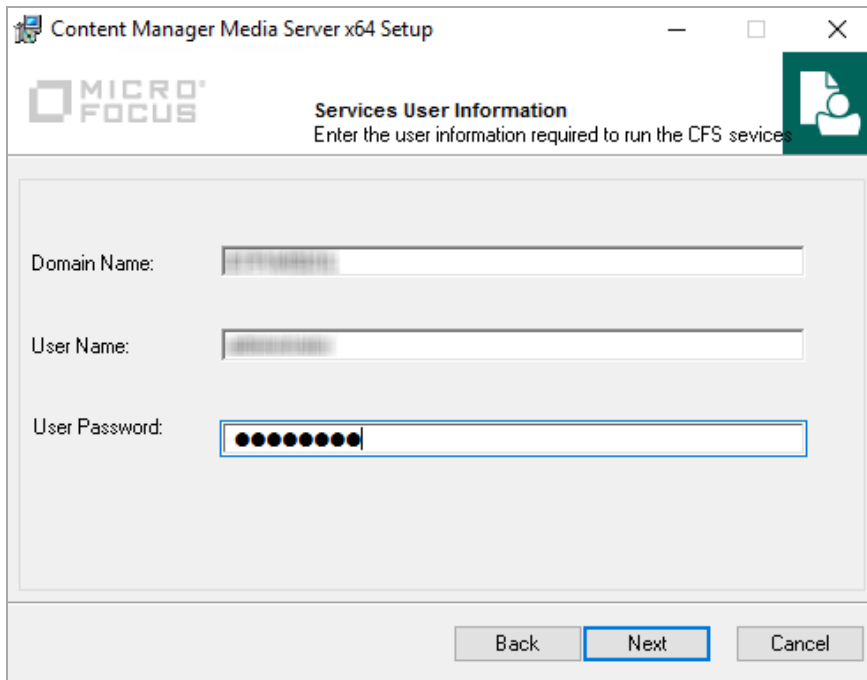 Content Manager Media Server x64 Setup
MICRO
FOCUS
Services User Information
Enter the user information required to run the CFS sevices
Domain Name:
User Name:
User Password:
Back Next Cancel